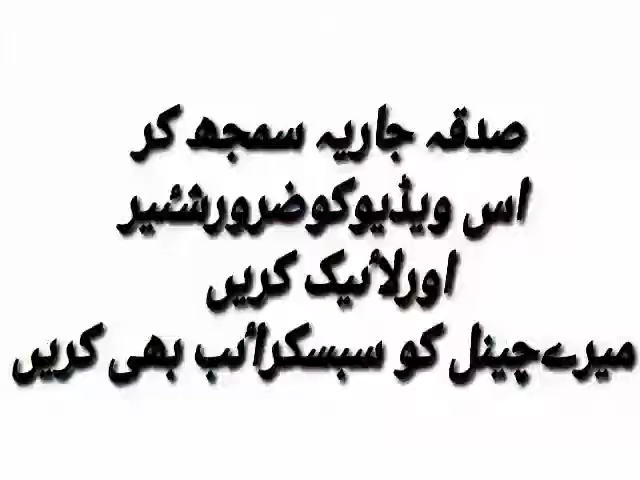 صدقہ جاریہ سمجھ کر
اس ویڈیوکوضرورشئیر
اورلائیک کریں
میرےچینل کو سبسکرائب بھی کریں